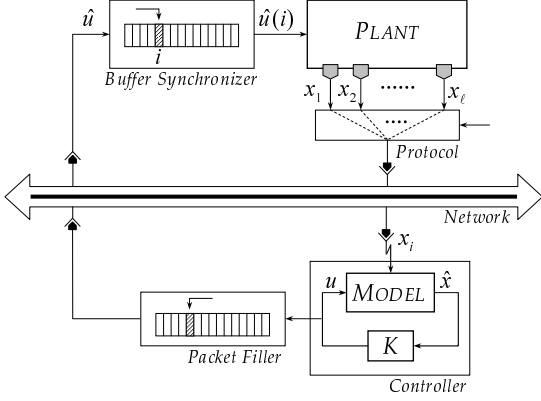 û
û(i)
PLANT
i
Buffer Synchronizer
x₁ x₂ ...... xℓ
....
Protocol
Network
xᵢ
u
MODEL
x̂
K
Packet Filler
Controller